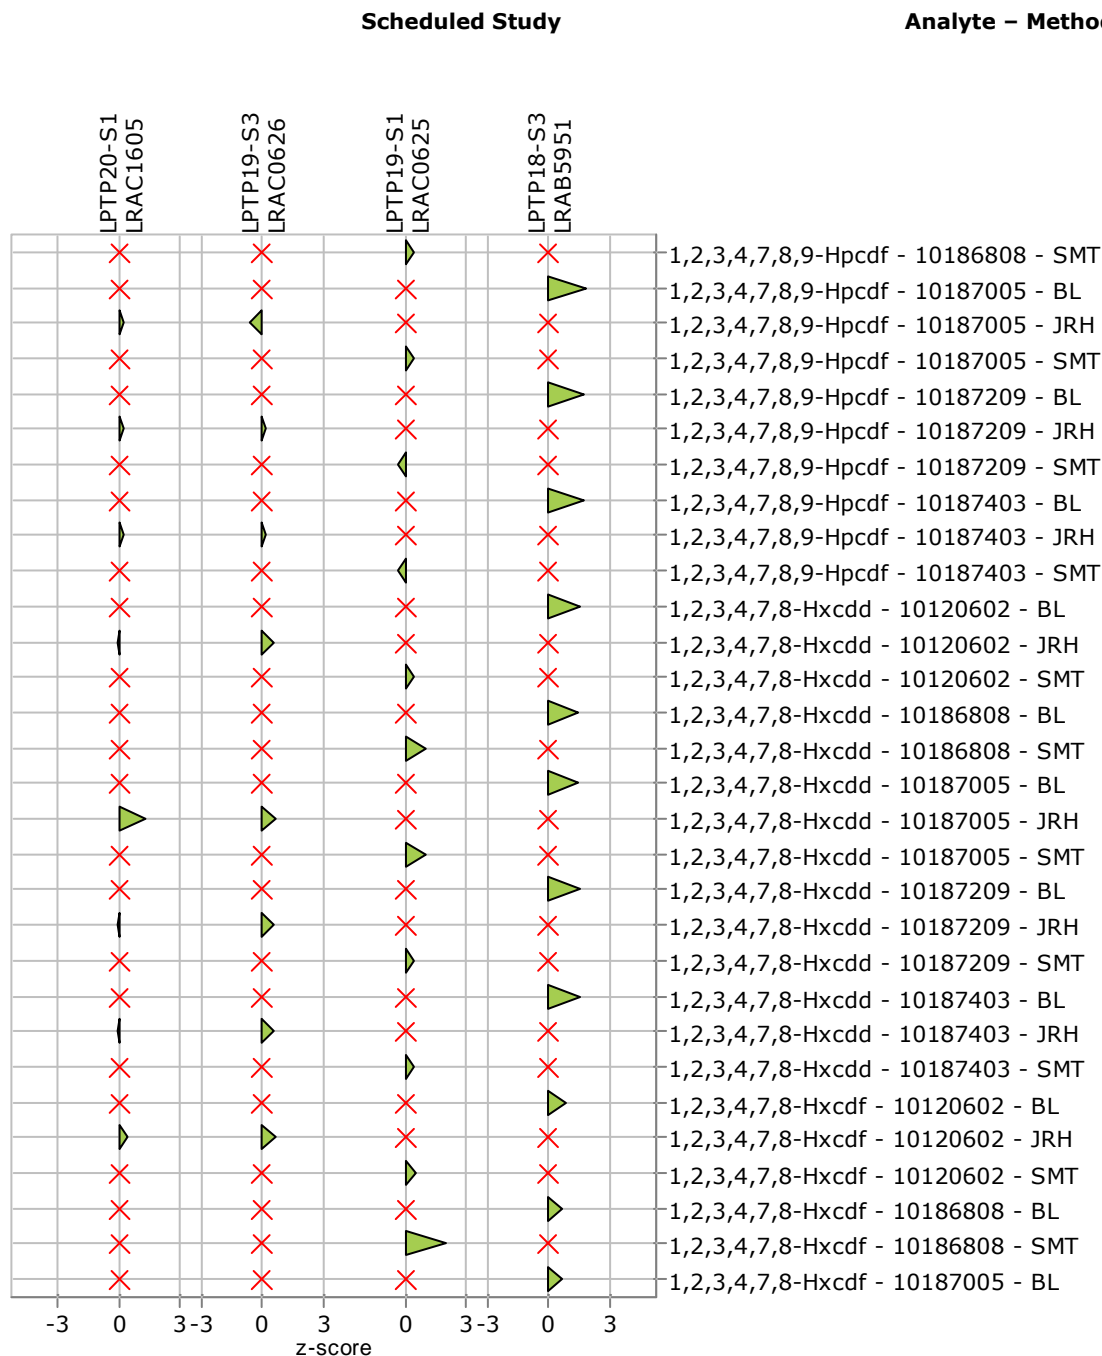 Scheduled Study
Analyte – Method
LPTP20-S1
LRAC1605
LPTP19-S3
LRAC0626
LPTP19-S1
LRAC0625
LPTP18-S3
LRAB5951
1,2,3,4,7,8,9-Hpcdf - 10186808 - SMT
1,2,3,4,7,8,9-Hpcdf - 10187005 - BL
1,2,3,4,7,8,9-Hpcdf - 10187005 - JRH
1,2,3,4,7,8,9-Hpcdf - 10187005 - SMT
1,2,3,4,7,8,9-Hpcdf - 10187209 - BL
1,2,3,4,7,8,9-Hpcdf - 10187209 - JRH
1,2,3,4,7,8,9-Hpcdf - 10187209 - SMT
1,2,3,4,7,8,9-Hpcdf - 10187403 - BL
1,2,3,4,7,8,9-Hpcdf - 10187403 - JRH
1,2,3,4,7,8,9-Hpcdf - 10187403 - SMT
1,2,3,4,7,8-Hxcdd - 10120602 - BL
1,2,3,4,7,8-Hxcdd - 10120602 - JRH
1,2,3,4,7,8-Hxcdd - 10120602 - SMT
1,2,3,4,7,8-Hxcdd - 10186808 - BL
1,2,3,4,7,8-Hxcdd - 10186808 - SMT
1,2,3,4,7,8-Hxcdd - 10187005 - BL
1,2,3,4,7,8-Hxcdd - 10187005 - JRH
1,2,3,4,7,8-Hxcdd - 10187005 - SMT
1,2,3,4,7,8-Hxcdd - 10187209 - BL
1,2,3,4,7,8-Hxcdd - 10187209 - JRH
1,2,3,4,7,8-Hxcdd - 10187209 - SMT
1,2,3,4,7,8-Hxcdd - 10187403 - BL
1,2,3,4,7,8-Hxcdd - 10187403 - JRH
1,2,3,4,7,8-Hxcdd - 10187403 - SMT
1,2,3,4,7,8-Hxcdf - 10120602 - BL
1,2,3,4,7,8-Hxcdf - 10120602 - JRH
1,2,3,4,7,8-Hxcdf - 10120602 - SMT
1,2,3,4,7,8-Hxcdf - 10186808 - BL
1,2,3,4,7,8-Hxcdf - 10186808 - SMT
1,2,3,4,7,8-Hxcdf - 10187005 - BL
-3 0 3 -3 0 3 0 3 -3 0 3
z-score